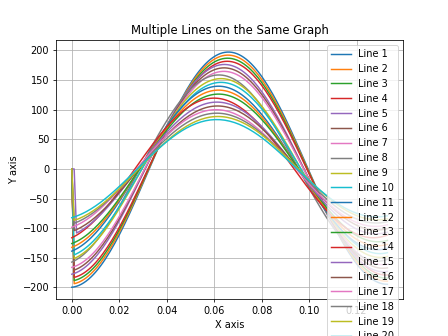 Multiple Lines on the Same Graph
200
150
100
50
0
−50
−100
−150
−200
Y axis
0.00
0.02
0.04
0.06
0.08
0.10
X axis
Line 1
Line 2
Line 3
Line 4
Line 5
Line 6
Line 7
Line 8
Line 9
Line 10
Line 11
Line 12
Line 13
Line 14
Line 15
Line 16
Line 17
Line 18
Line 19
Line 20